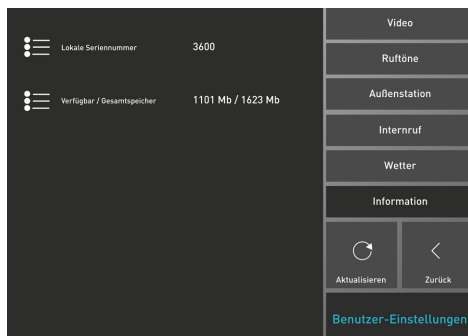 Lokale Seriennummer 3600
Verfügbar / Gesamtspeicher 1101 Mb / 1623 Mb
Video
Ruftöne
Außenstation
Internruf
Wetter
Information
Aktualisieren Zurück
Benutzer-Einstellungen